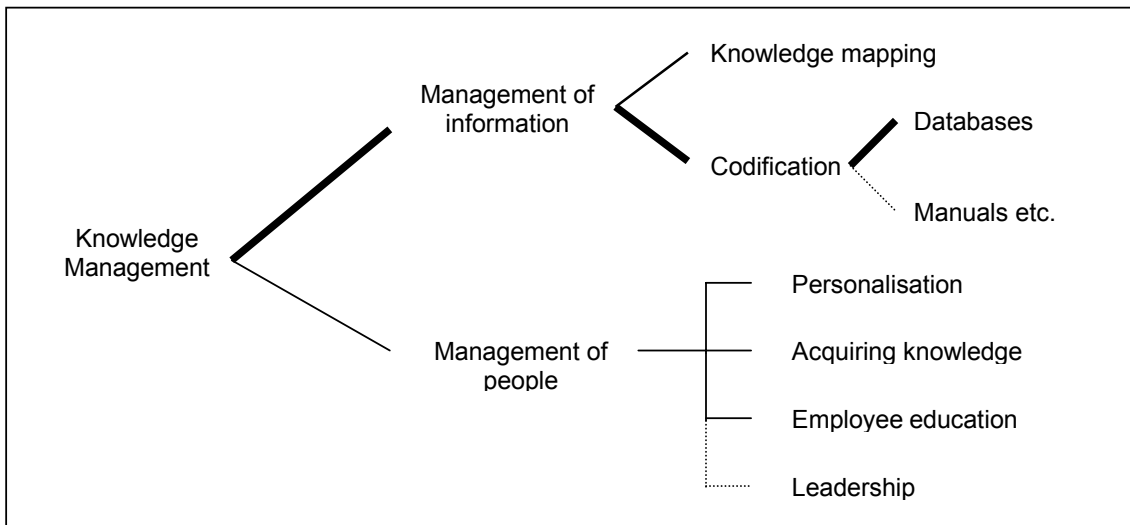 Knowledge mapping
Management of
information
Databases
Codification
Manuals etc.
Knowledge
Management
Personalisation
Management of
people
Acquiring knowledge
Employee education
Leadership